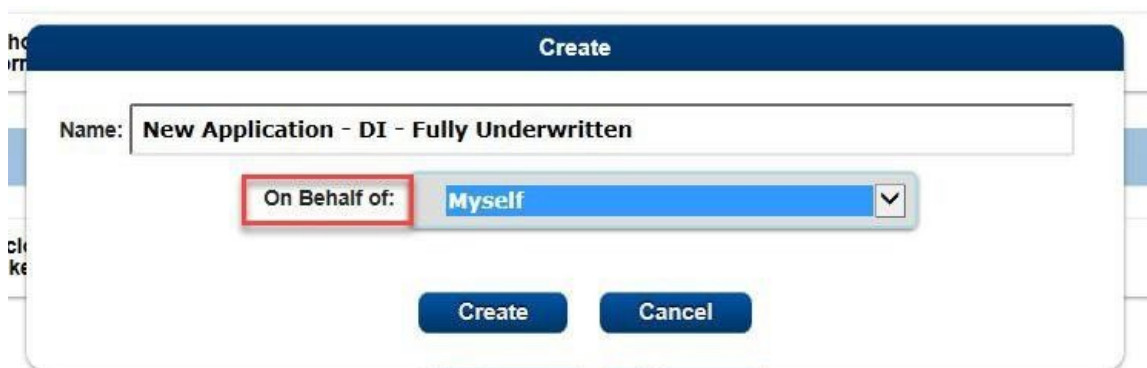 Create
Name: New Application - DI - Fully Underwritten
On Behalf of: Myself
Create Cancel